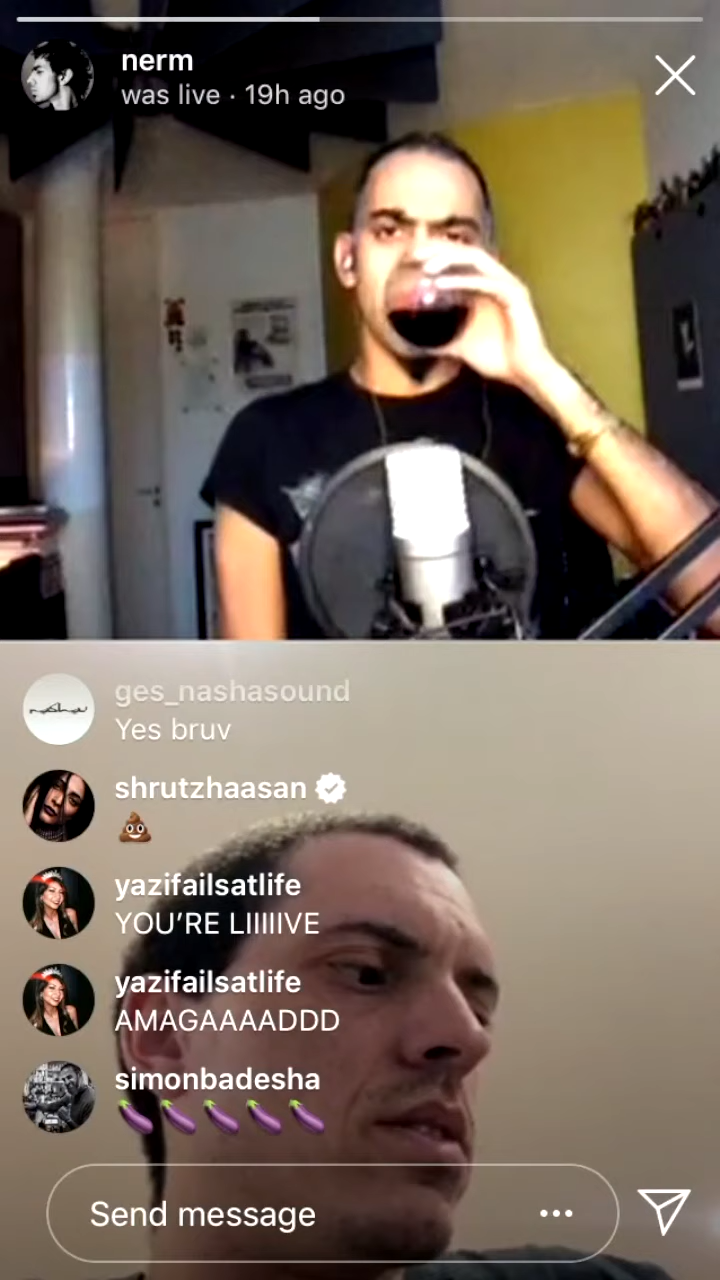 nerm
was live · 19h ago
ges_nashasound
Yes bruv
shrutzhaasan
💩
yazifailsatlife
YOU’RE LIIIIIVE
yazifailsatlife
AMAGAAAADDD
simonbadesha
🍆🍆🍆🍆🍆
Send message